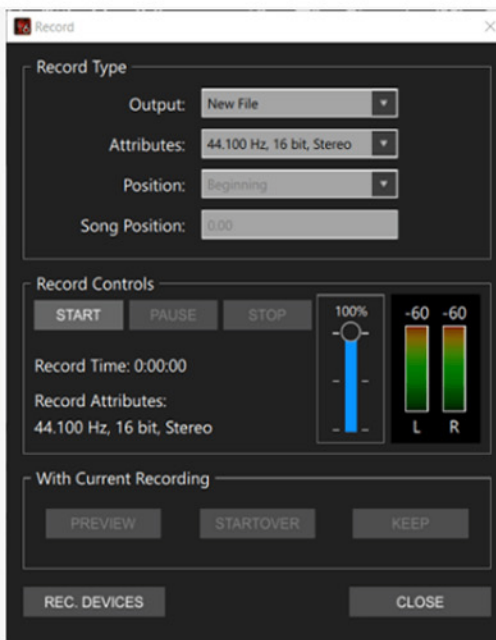 Record
Record Type
Output: New File
Attributes: 44.100 Hz, 16 bit, Stereo
Position: Beginning
Song Position: 0.00
Record Controls
START PAUSE STOP 100% -60 -60
Record Time: 0:00:00
Record Attributes:
44.100 Hz, 16 bit, Stereo
L R
With Current Recording
PREVIEW STARTOVER KEEP
REC. DEVICES CLOSE